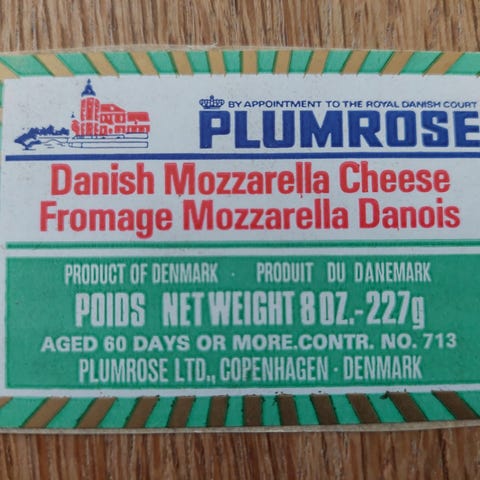 BY APPOINTMENT TO THE ROYAL DANISH COURT
PLUMROSE
Danish Mozzarella Cheese
Fromage Mozzarella Danois
PRODUCT OF DENMARK · PRODUIT DU DANEMARK
POIDS NET WEIGHT 8 OZ.-227g
AGED 60 DAYS OR MORE.CONTR. NO. 713
PLUMROSE LTD., COPENHAGEN · DENMARK